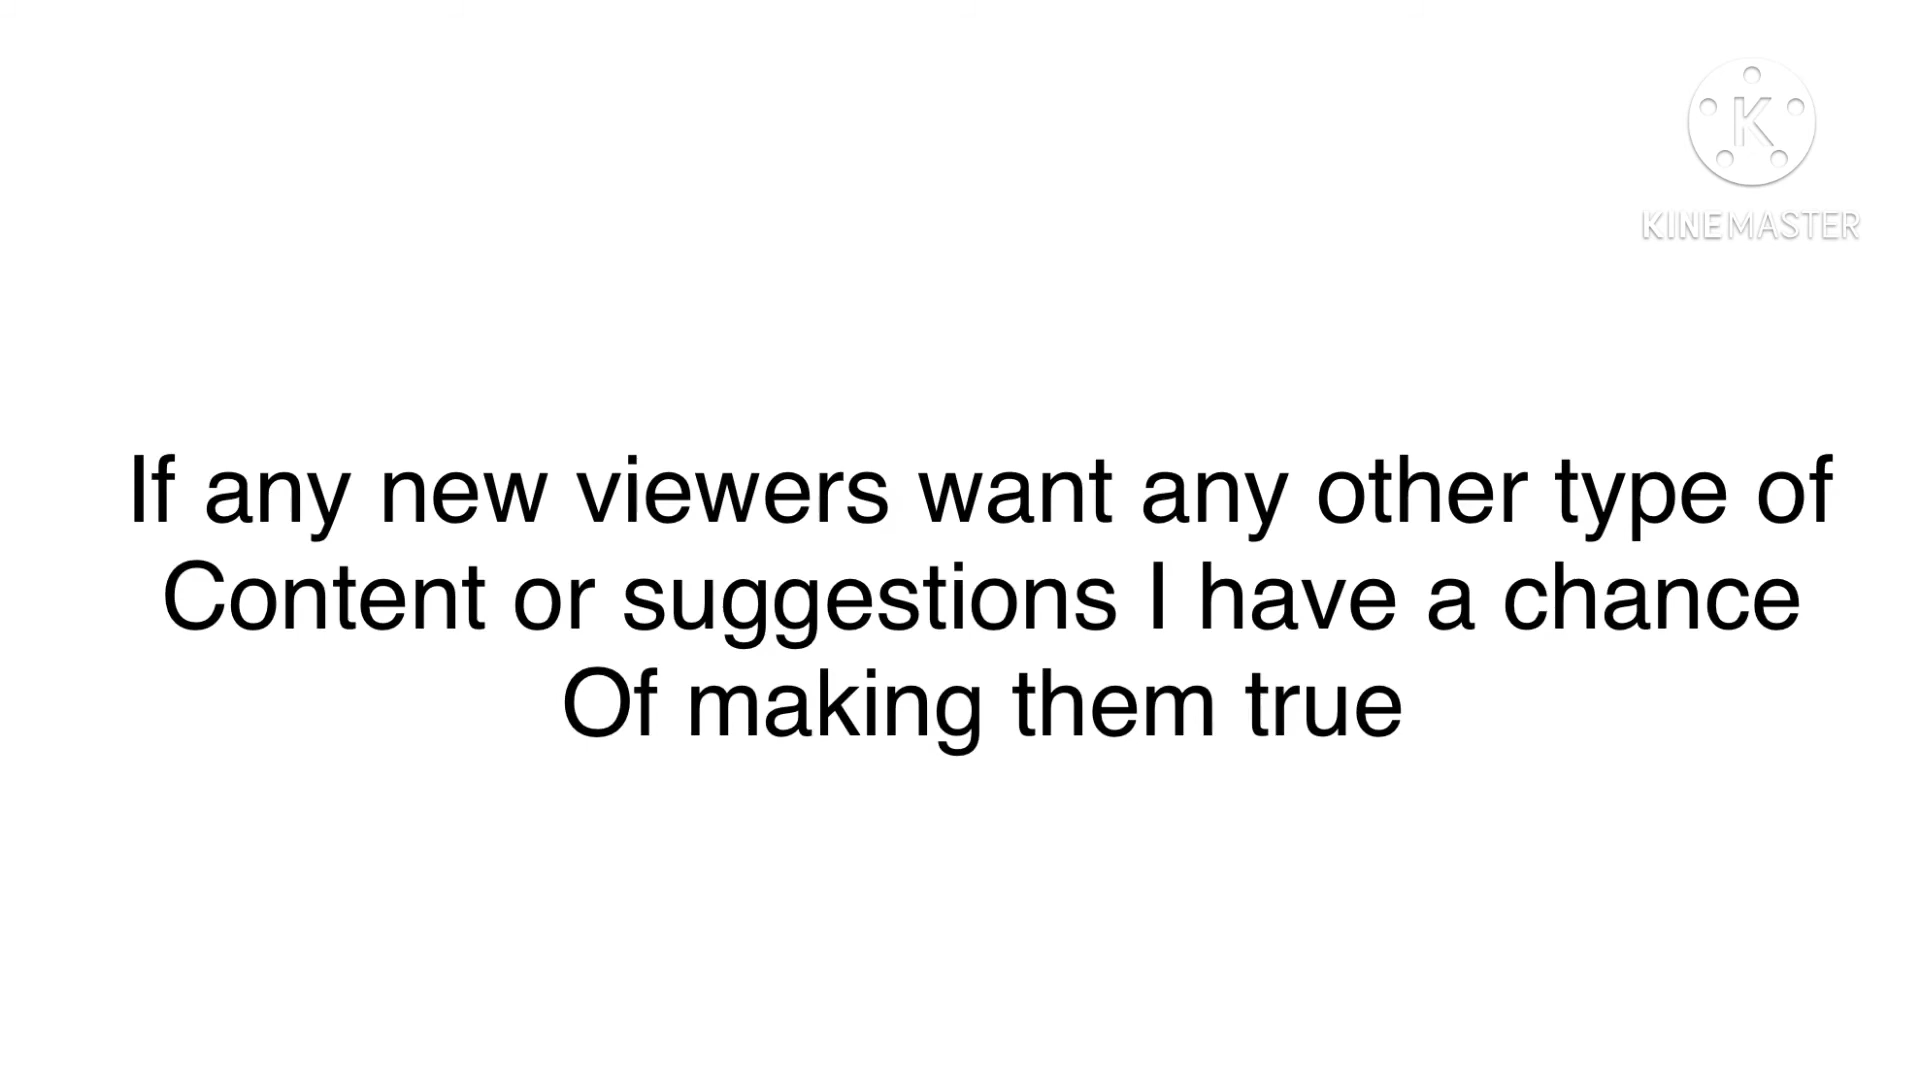 K
KINEMASTER
If any new viewers want any other type of
Content or suggestions I have a chance
Of making them true